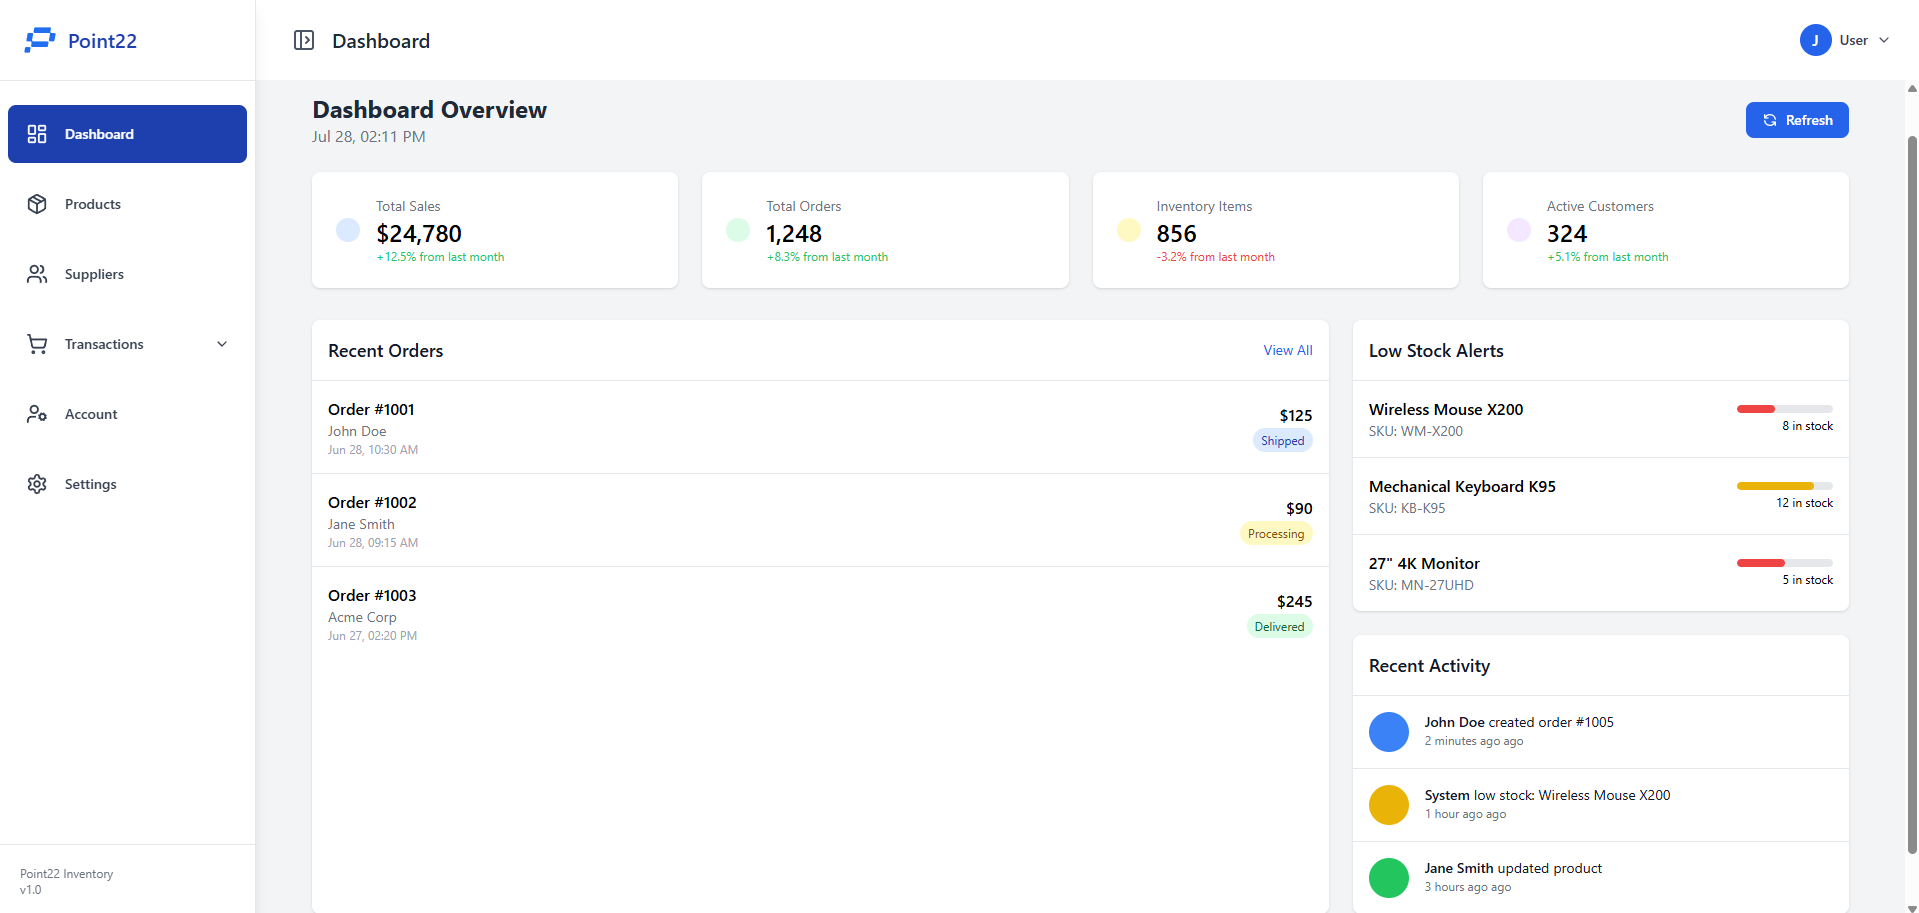 Point22
Dashboard
J
User
Dashboard
Products
Suppliers
Transactions
Account
Settings
Point22 Inventory
v1.0
Dashboard Overview
Jul 28, 02:11 PM
Refresh
Total Sales
$24,780
+12.5% from last month
Total Orders
1,248
+8.3% from last month
Inventory Items
856
-3.2% from last month
Active Customers
324
+5.1% from last month
Recent Orders
View All
Order #1001
John Doe
Jun 28, 10:30 AM
$125
Shipped
Order #1002
Jane Smith
Jun 28, 09:15 AM
$90
Processing
Order #1003
Acme Corp
Jun 27, 02:20 PM
$245
Delivered
Low Stock Alerts
Wireless Mouse X200
SKU: WM-X200
8 in stock
Mechanical Keyboard K95
SKU: KB-K95
12 in stock
27" 4K Monitor
SKU: MN-27UHD
5 in stock
Recent Activity
John Doe created order #1005
2 minutes ago ago
System low stock: Wireless Mouse X200
1 hour ago ago
Jane Smith updated product
3 hours ago ago